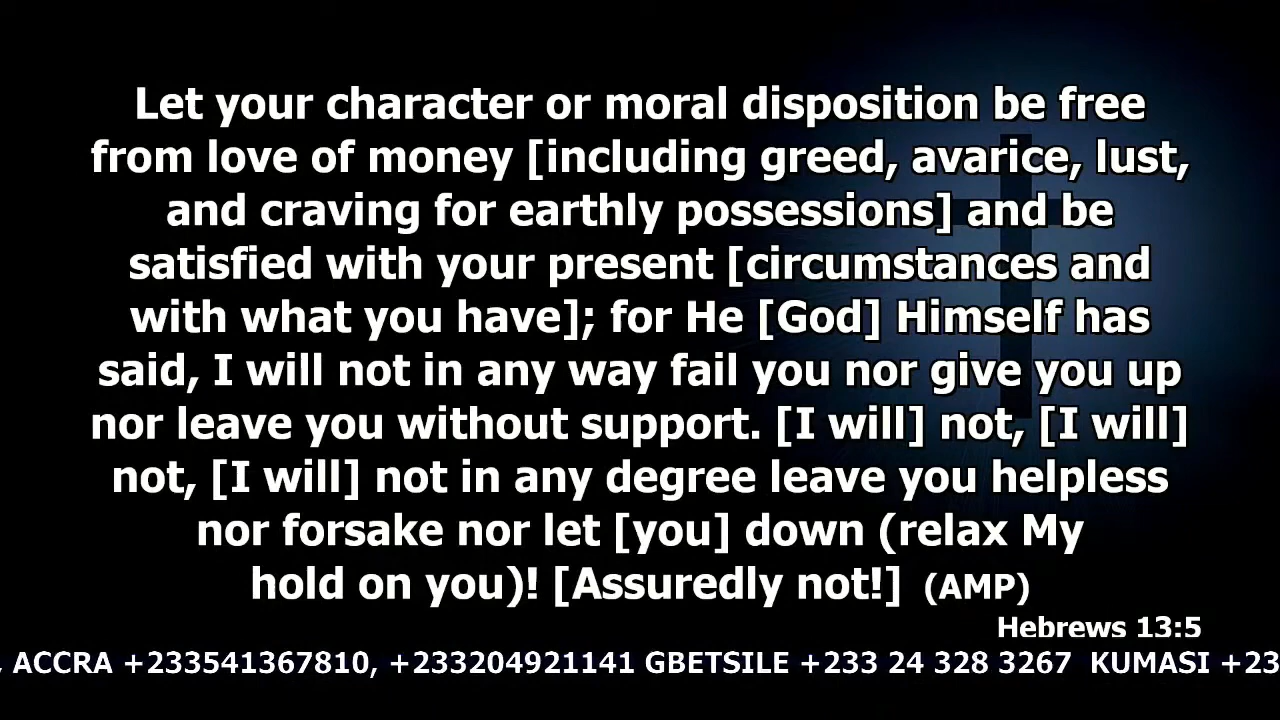 Let your character or moral disposition be free
from love of money [including greed, avarice, lust,
and craving for earthly possessions] and be
satisfied with your present [circumstances and
with what you have]; for He [God] Himself has
said, I will not in any way fail you nor give you up
nor leave you without support. [I will] not, [I will]
not, [I will] not in any degree leave you helpless
nor forsake nor let [you] down (relax My
hold on you)! [Assuredly not!] (AMP)
Hebrews 13:5
, ACCRA +233541367810, +233204921141 GBETSILE +233 24 328 3267 KUMASI +23